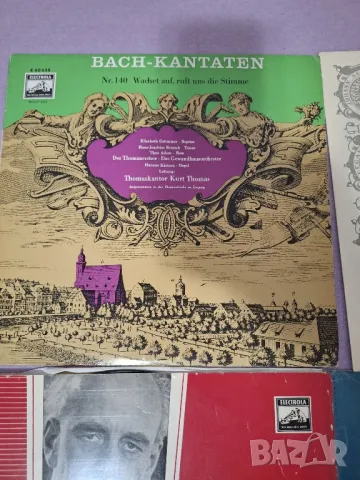 BACH-KANTATEN
Nr. 140 Wachet auf, ruft uns die Stimme
ELECTROLA
Elisabeth Grümmer · Sopran
Hans-Joachim Rotzsch · Tenor
Theo Adam · Bass
Der Thomanerchor · Das Gewandhausorchester
Hannes Kästner · Orgel
Leitung:
Thomaskantor Kurt Thomas
Aufgenommen in der Thomaskirche zu Leipzig
ELECTROLA
bazar.bg